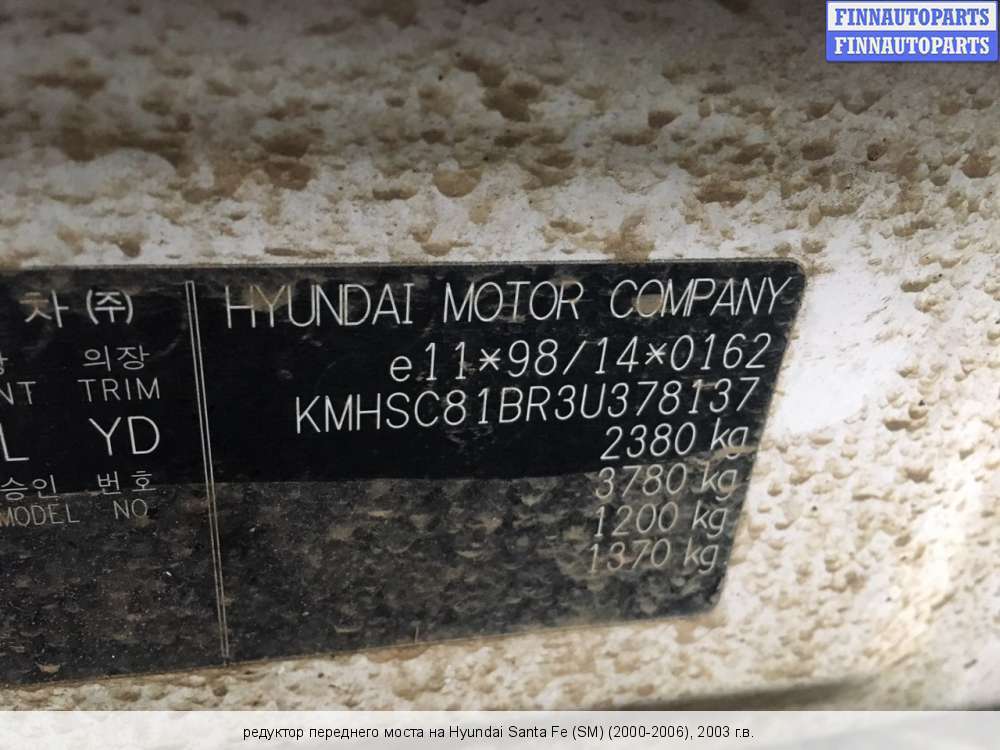 FINNAUTOPARTS
FINNAUTOPARTS
차 (주)
의장
NT TRIM
L YD
승인 번호
MODEL NO
HYUNDAI MOTOR COMPANY
e11*98/14*0162
KMHSC81BR3U378137
2380 kg
3780 kg
1200 kg
1370 kg
редуктор переднего моста на Hyundai Santa Fe (SM) (2000-2006), 2003 г.в.